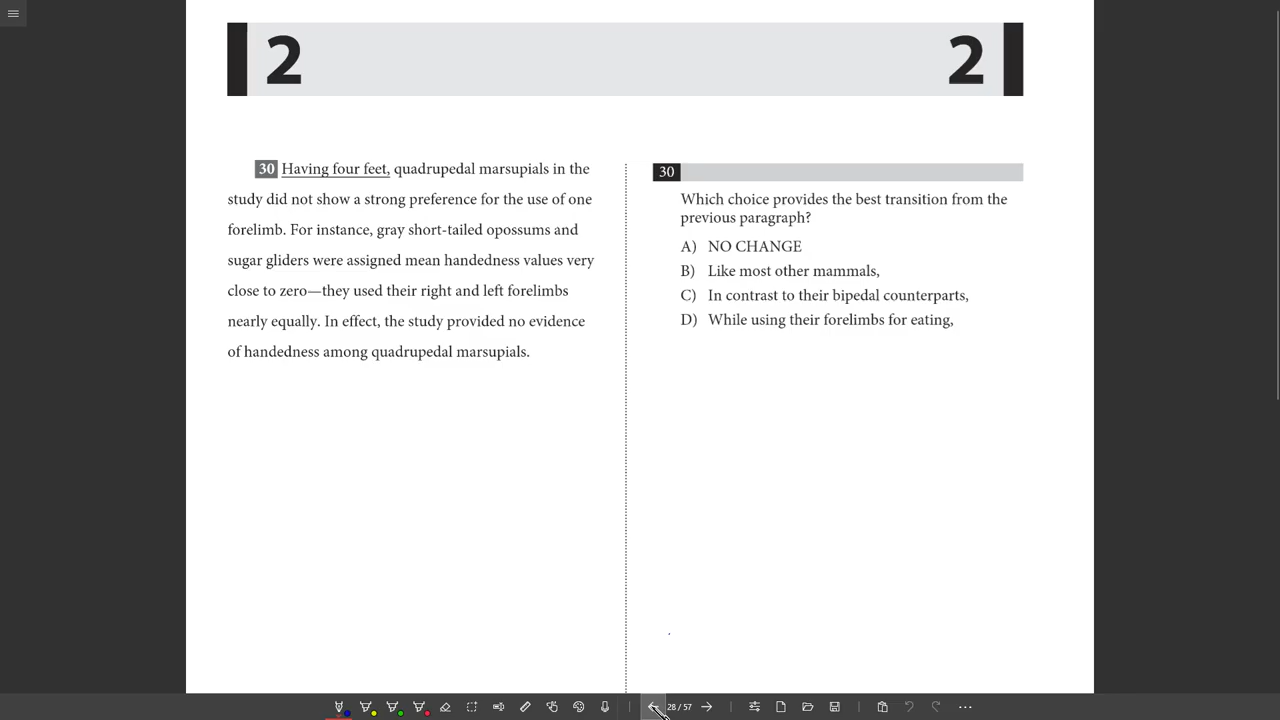 2 2
30 Having four feet, quadrupedal marsupials in the
study did not show a strong preference for the use of one
forelimb. For instance, gray short-tailed opossums and
sugar gliders were assigned mean handedness values very
close to zero—they used their right and left forelimbs
nearly equally. In effect, the study provided no evidence
of handedness among quadrupedal marsupials.
30
Which choice provides the best transition from the
previous paragraph?
A) NO CHANGE
B) Like most other mammals,
C) In contrast to their bipedal counterparts,
D) While using their forelimbs for eating,
28 / 57